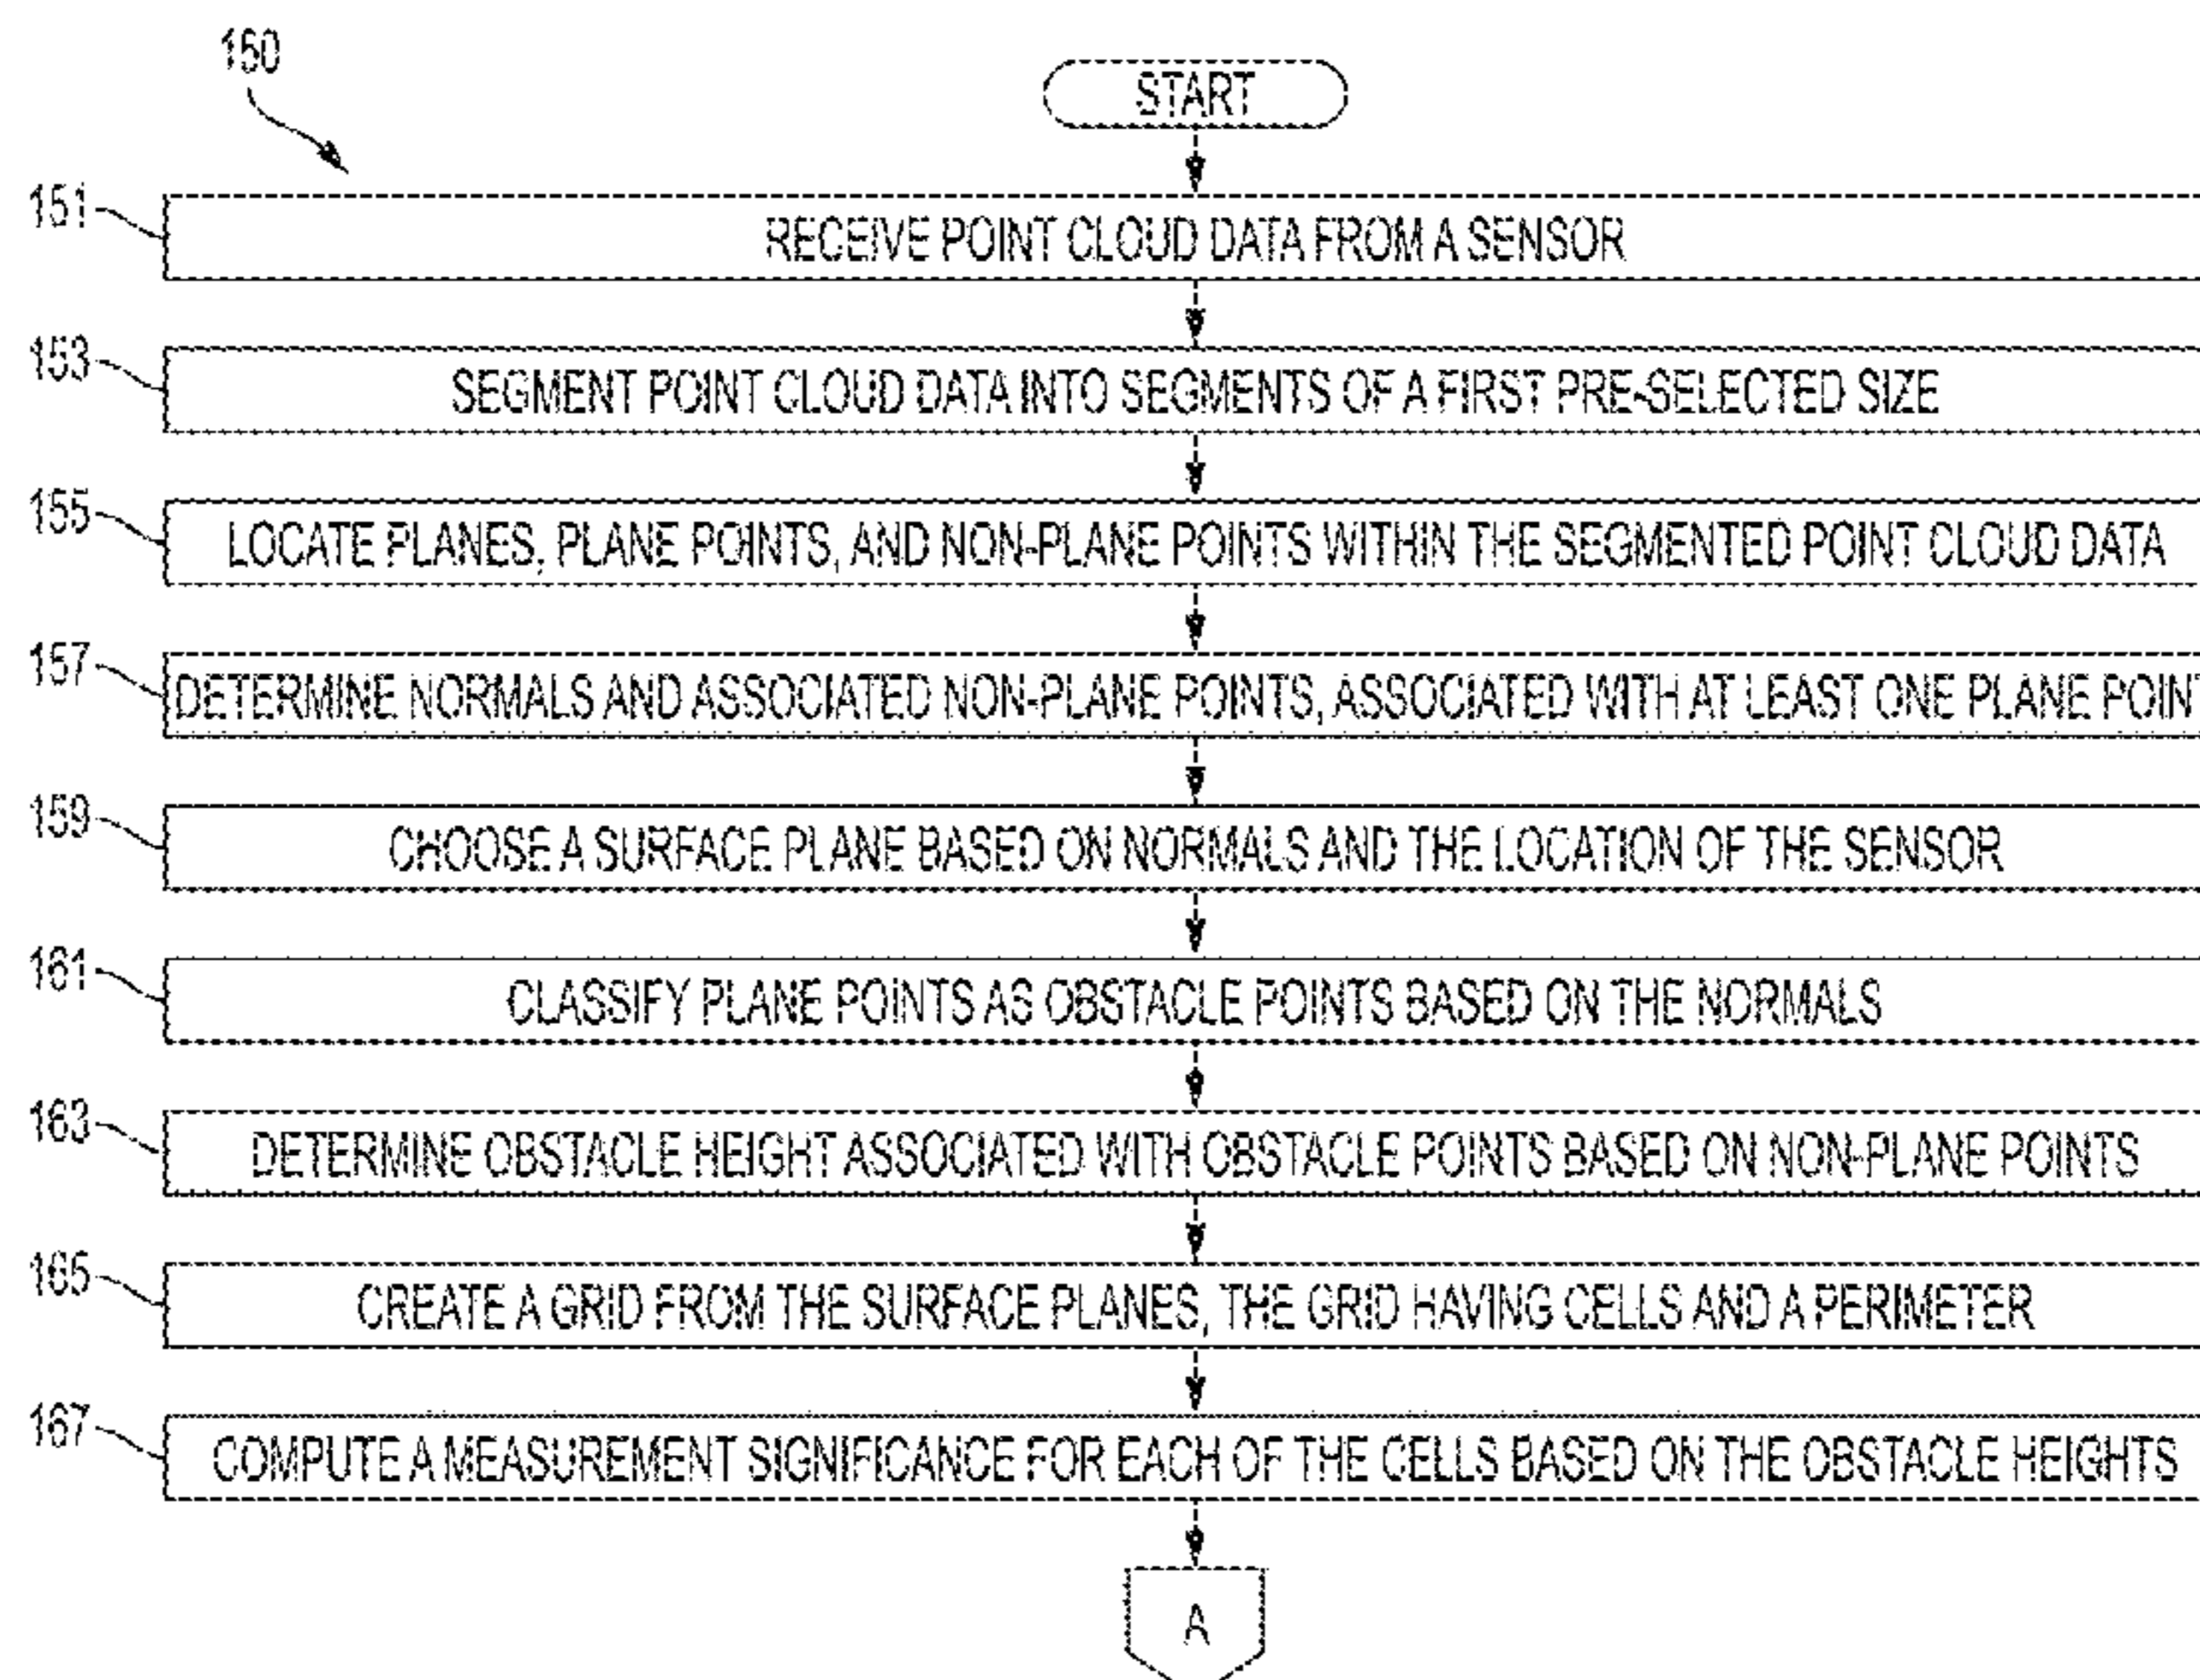 150
START
151
RECEIVE POINT CLOUD DATA FROM A SENSOR
153
SEGMENT POINT CLOUD DATA INTO SEGMENTS OF A FIRST PRE-SELECTED SIZE
155
LOCATE PLANES, PLANE POINTS, AND NON-PLANE POINTS WITHIN THE SEGMENTED POINT CLOUD DATA
157
DETERMINE NORMALS AND ASSOCIATED NON-PLANE POINTS, ASSOCIATED WITH AT LEAST ONE PLANE POINT
159
CHOOSE A SURFACE PLANE BASED ON NORMALS AND THE LOCATION OF THE SENSOR
161
CLASSIFY PLANE POINTS AS OBSTACLE POINTS BASED ON THE NORMALS
163
DETERMINE OBSTACLE HEIGHT ASSOCIATED WITH OBSTACLE POINTS BASED ON NON-PLANE POINTS
165
CREATE A GRID FROM THE SURFACE PLANES, THE GRID HAVING CELLS AND A PERIMETER
167
COMPUTE A MEASUREMENT SIGNIFICANCE FOR EACH OF THE CELLS BASED ON THE OBSTACLE HEIGHTS
A